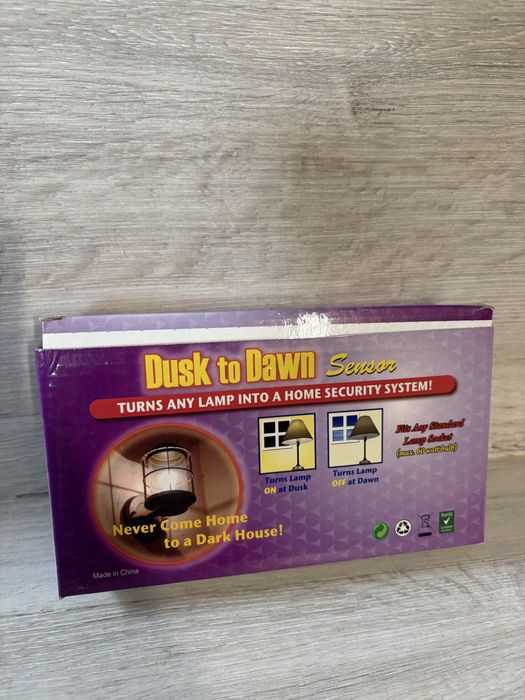 Dusk to Dawn Sensor
TURNS ANY LAMP INTO A HOME SECURITY SYSTEM!
Fits Any Standard
Lamp Socket
(max. 60 watt bulb)
Turns Lamp
ON at Dusk
Turns Lamp
OFF at Dawn
Never Come Home
to a Dark House!
Made in China
RoHS